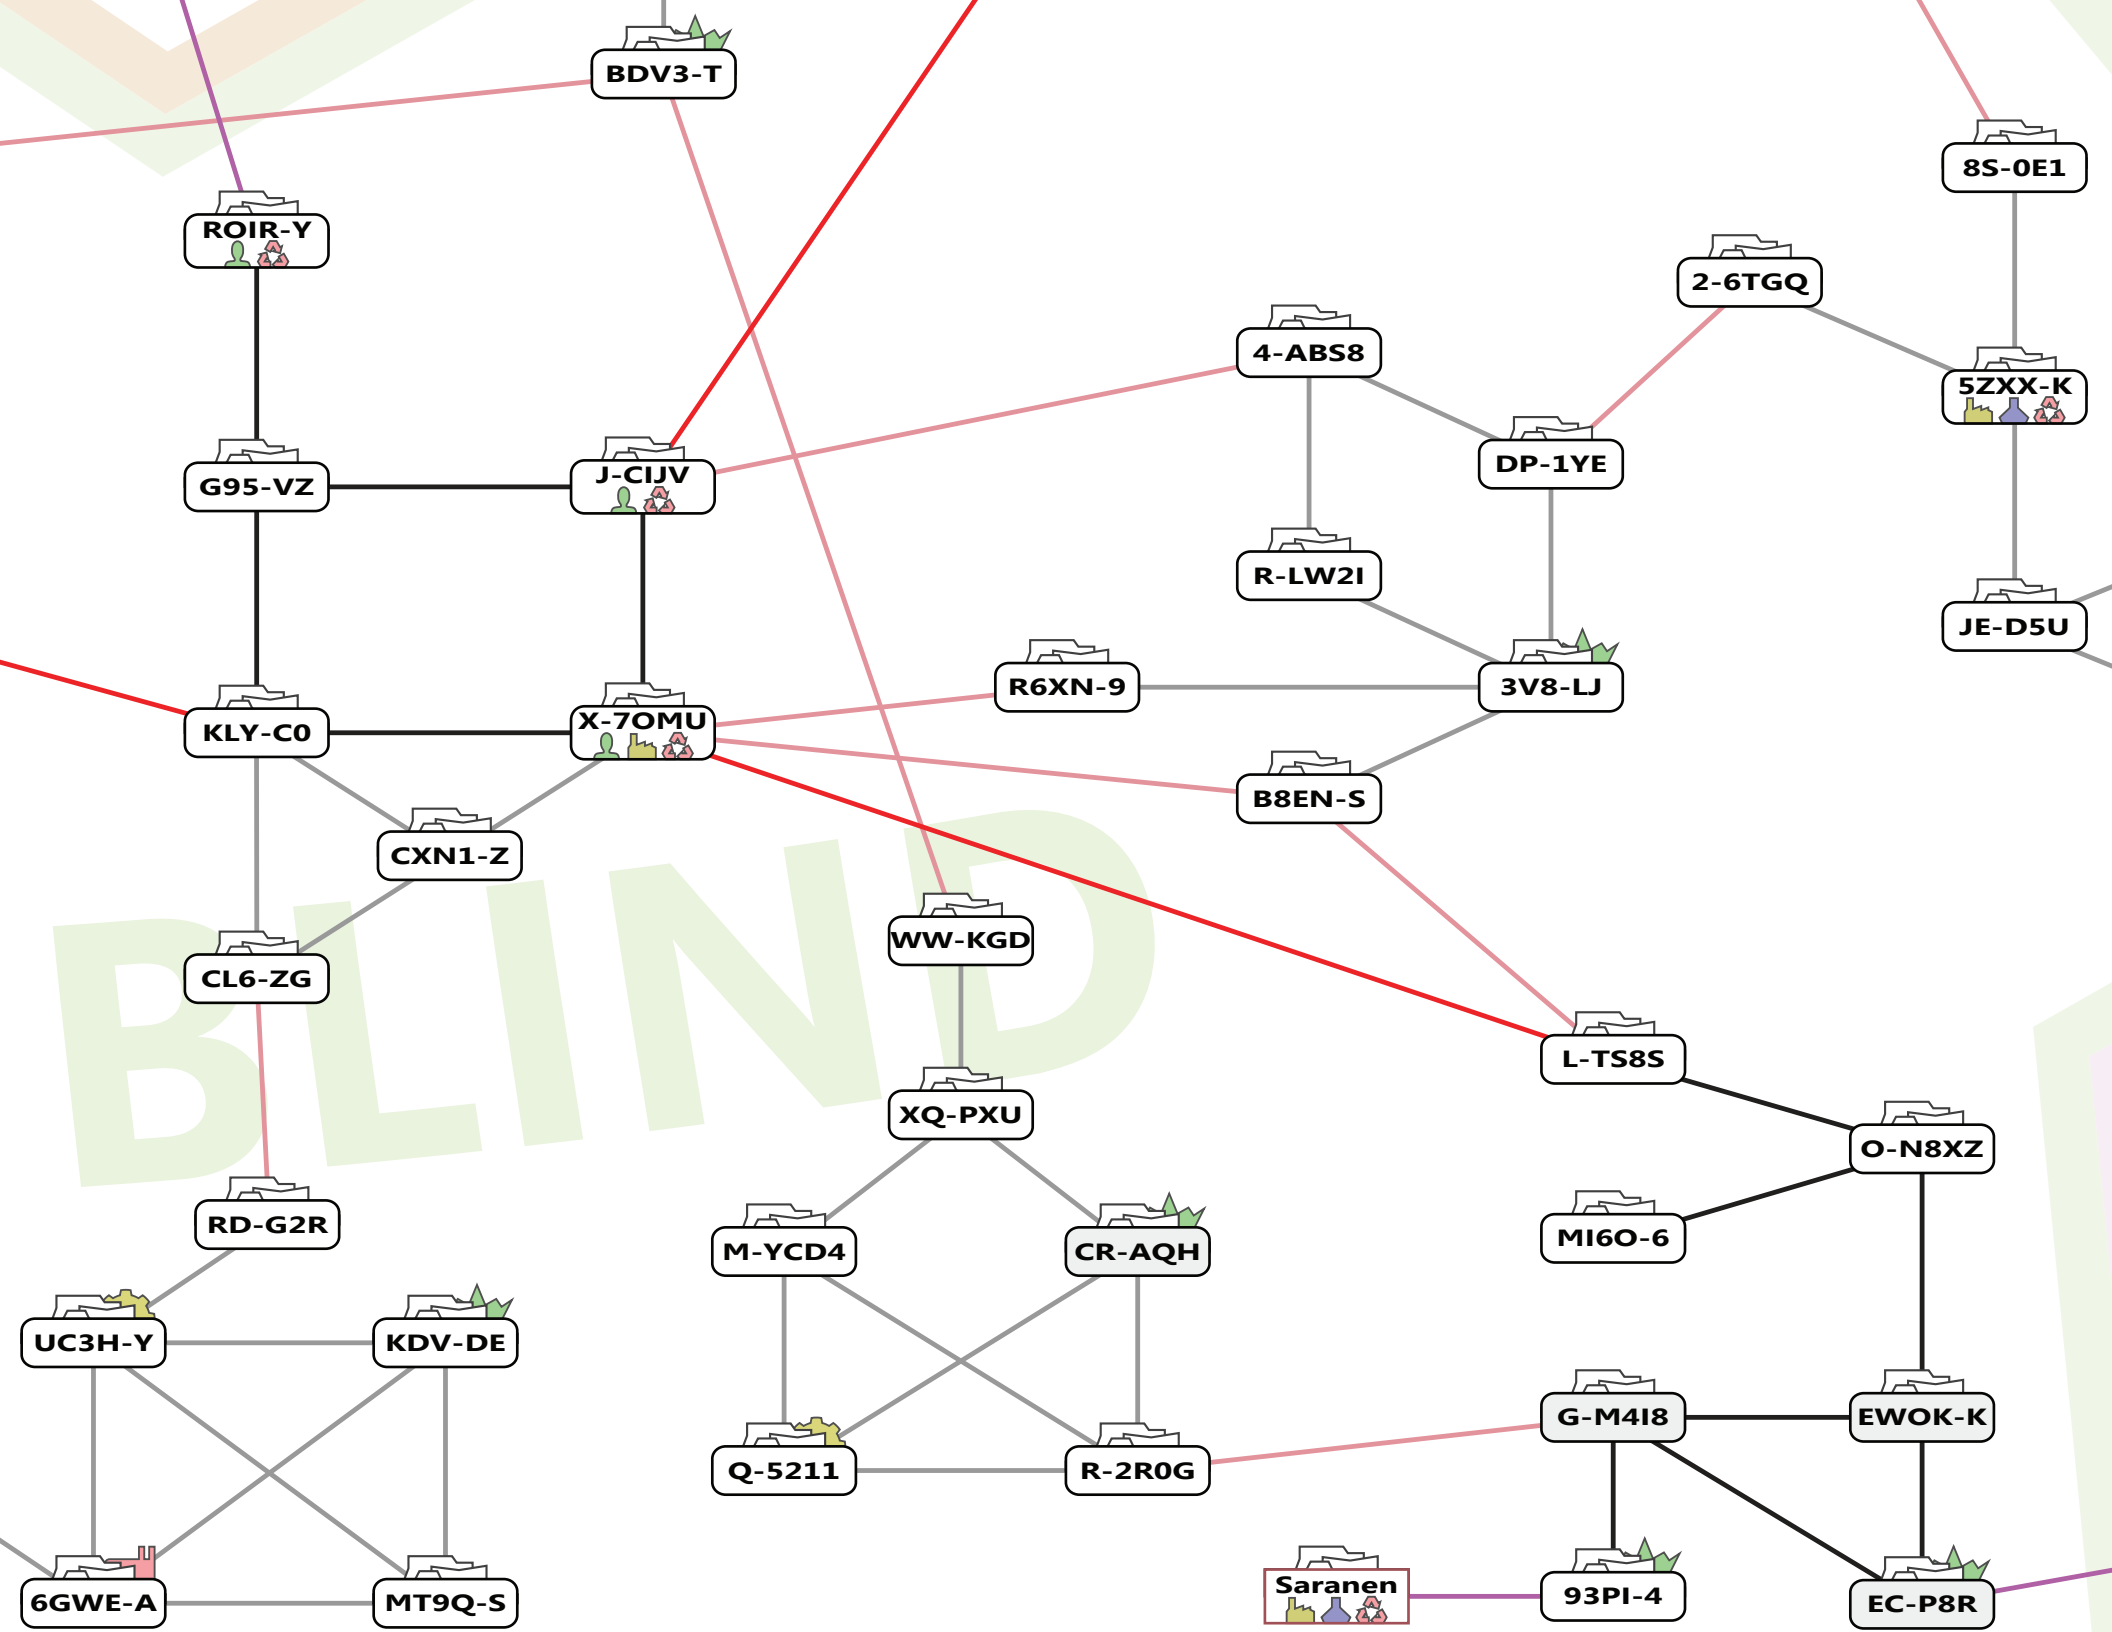 BDV3-T
8S-0E1
ROIR-Y
2-6TGQ
4-ABS8
5ZXX-K
DP-1YE
J-CIJV
G95-VZ
R-LW2I
JE-D5U
R6XN-9
3V8-LJ
X-7OMU
KLY-C0
B8EN-S
CXN1-Z
BLIND
WW-KGD
CL6-ZG
L-TS8S
XQ-PXU
O-N8XZ
RD-G2R
MI6O-6
M-YCD4
CR-AQH
UC3H-Y
KDV-DE
G-M4I8
EWOK-K
Q-5211
R-2R0G
Saranen
93PI-4
6GWE-A
MT9Q-S
EC-P8R